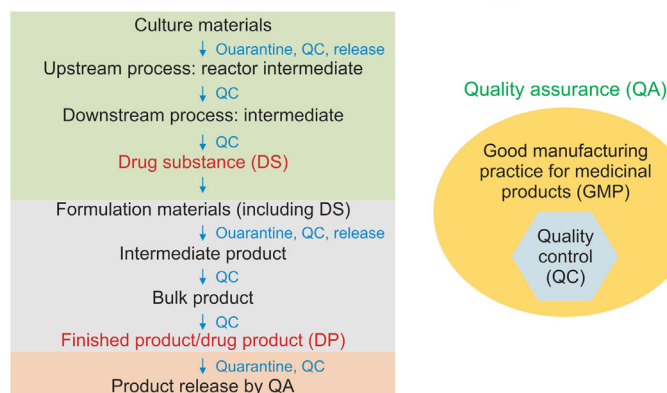 Culture materials
↓ Ouarantine, QC, release
Upstream process: reactor intermediate
↓ QC
Downstream process: intermediate
↓ QC
Drug substance (DS)
↓
Formulation materials (including DS)
↓ Ouarantine, QC, release
Intermediate product
↓ QC
Bulk product
↓ QC
Finished product/drug product (DP)
↓ Quarantine, QC
Product release by QA
Quality assurance (QA)
Good manufacturing
practice for medicinal
products (GMP)
Quality
control
(QC)